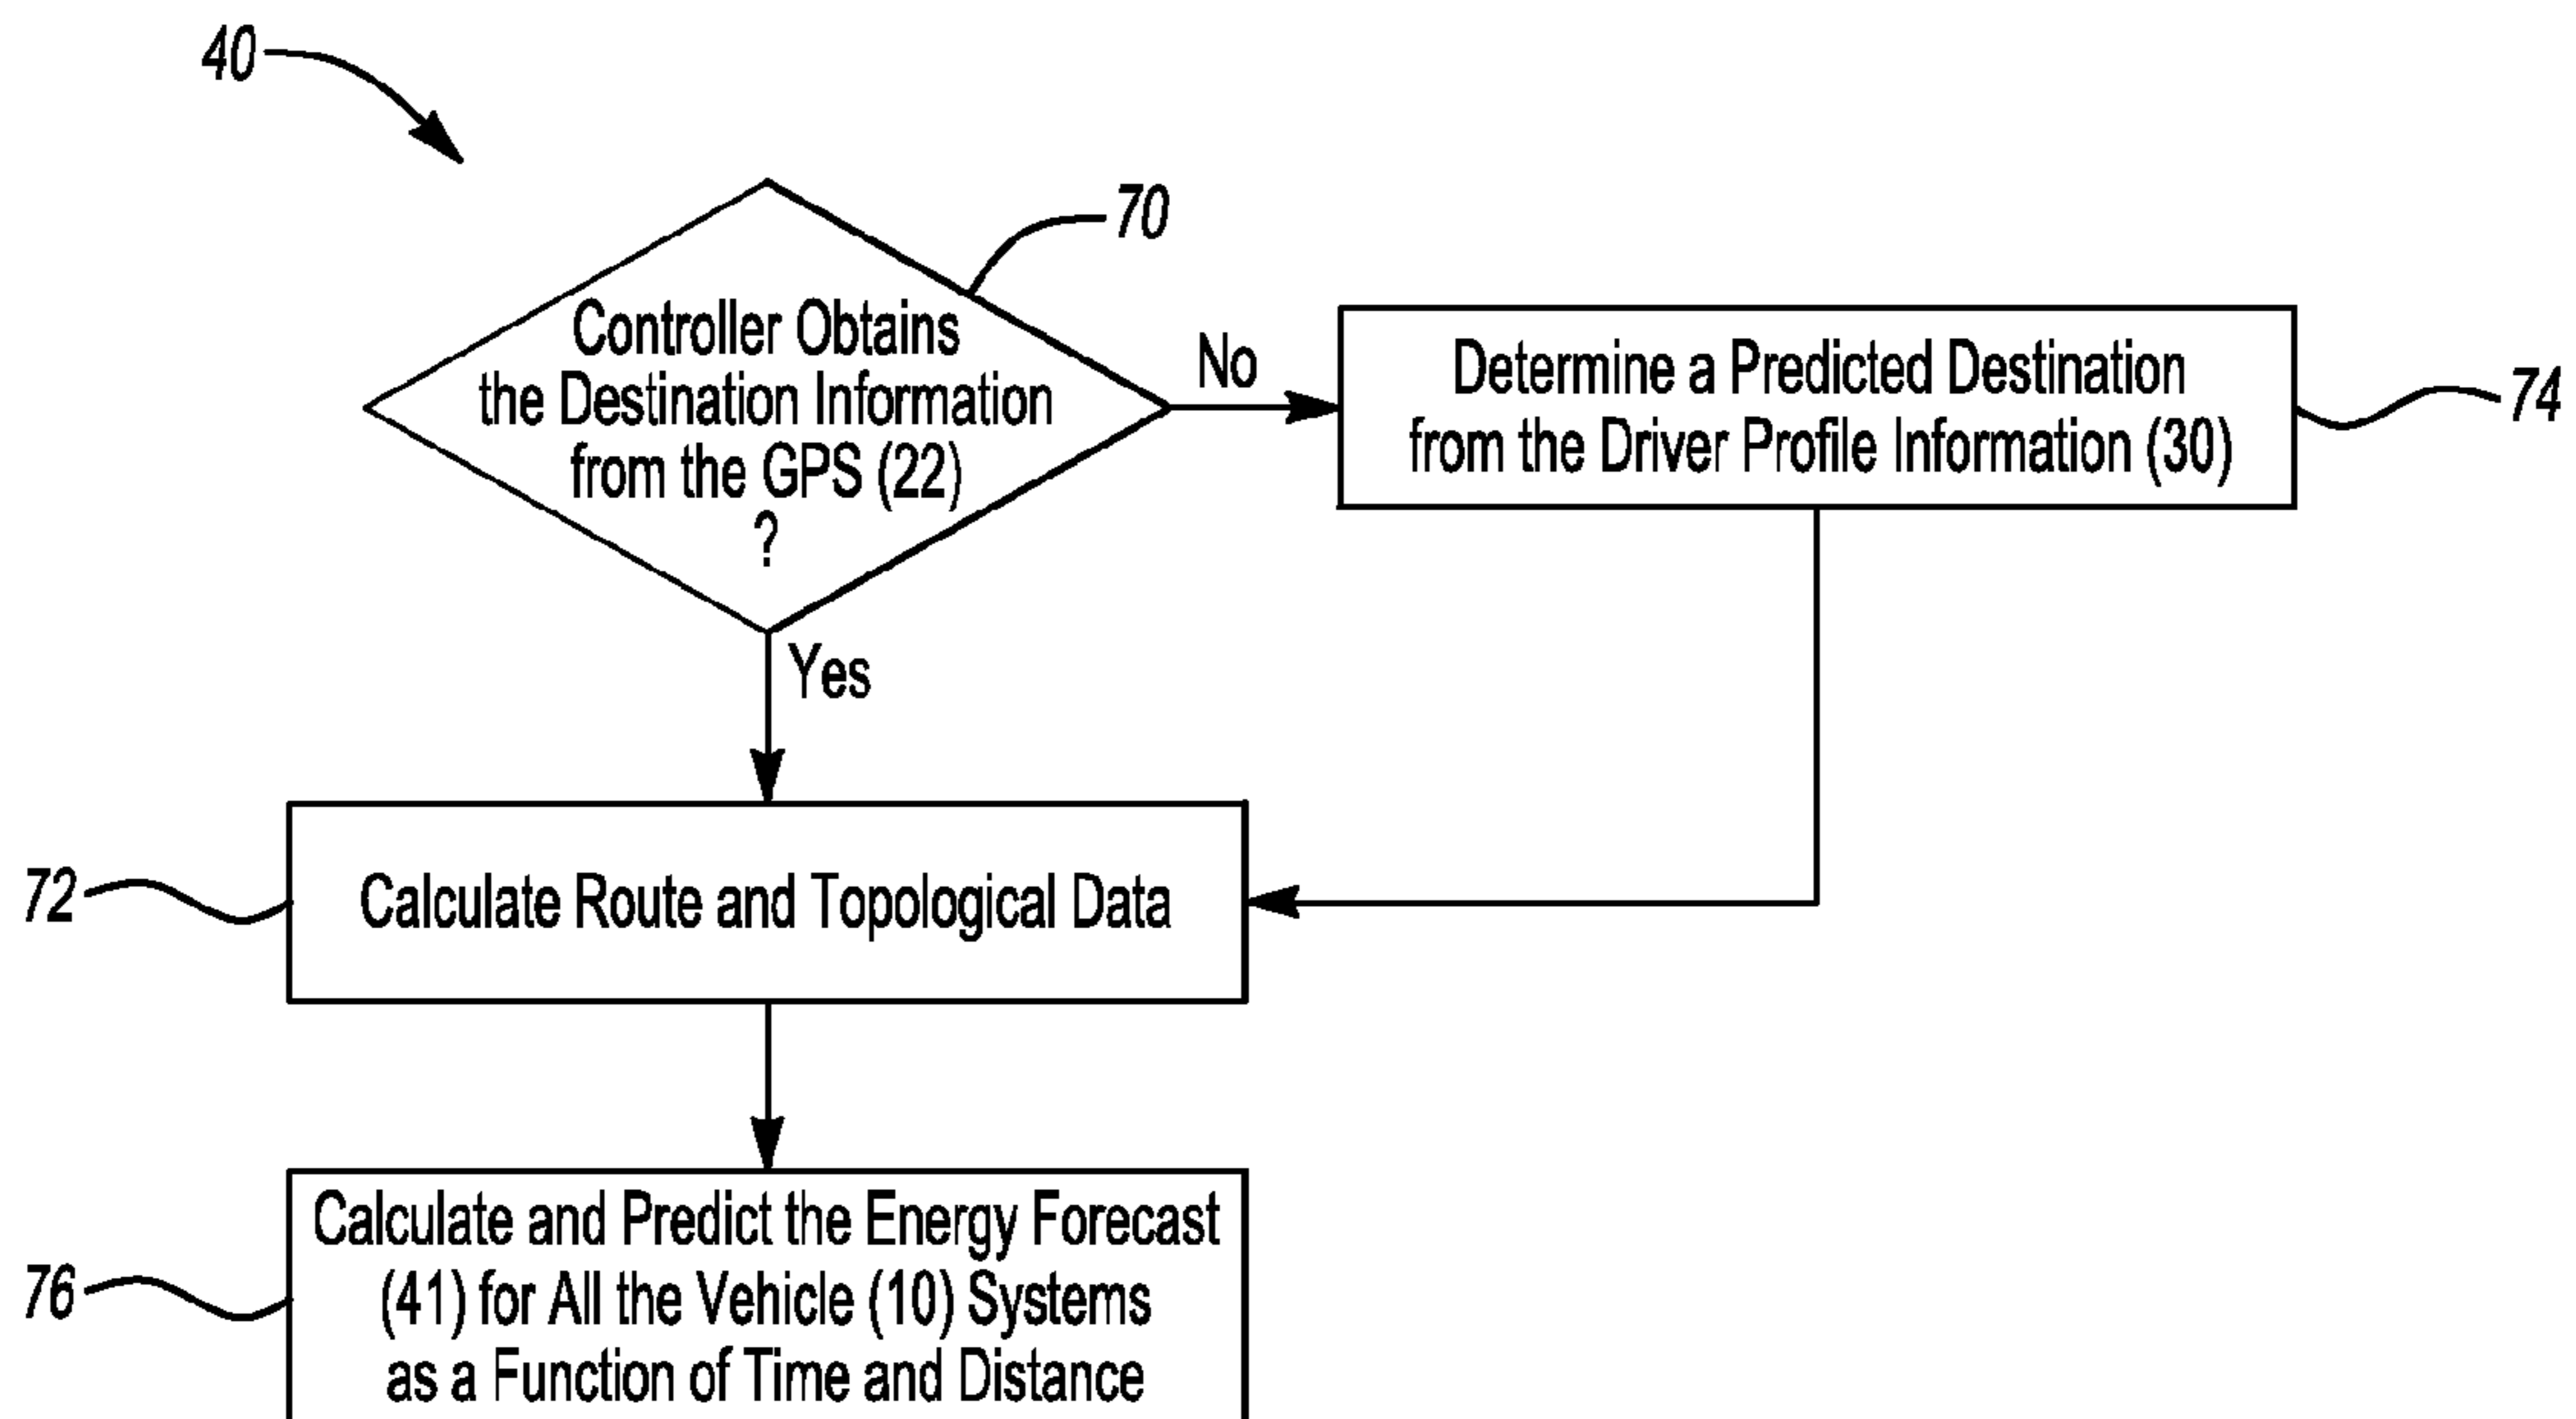 40
70
Controller Obtains
the Destination Information
from the GPS (22)
?
No
Determine a Predicted Destination
from the Driver Profile Information (30)
74
Yes
72
Calculate Route and Topological Data
76
Calculate and Predict the Energy Forecast
(41) for All the Vehicle (10) Systems
as a Function of Time and Distance